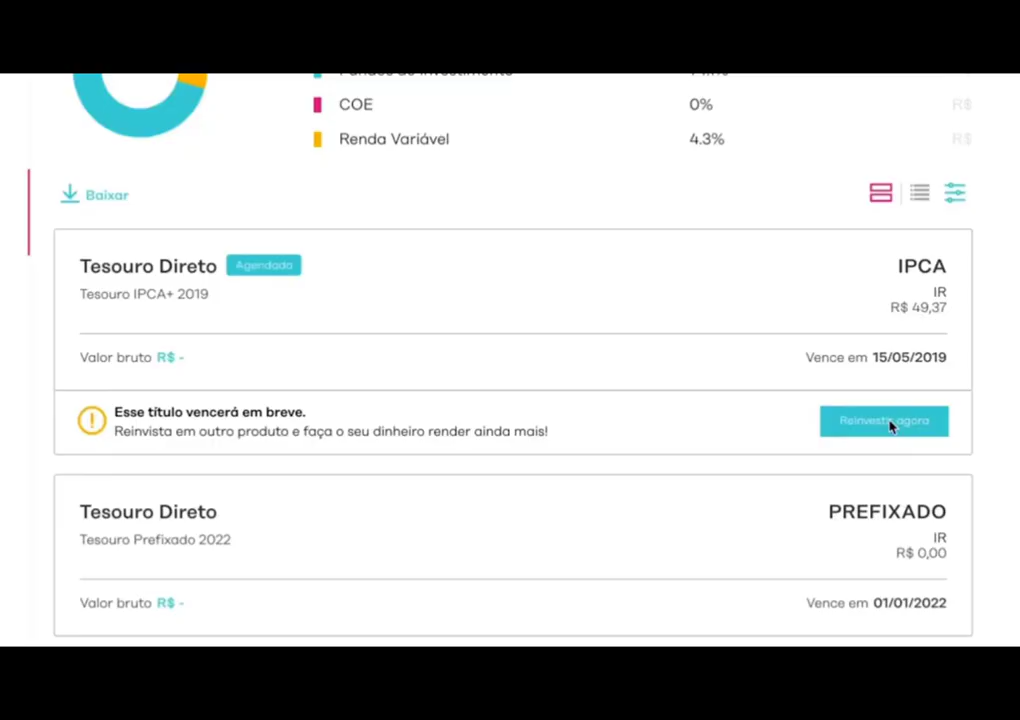 COE 0% R$
Renda Variável 4.3% R$
Baixar
Tesouro Direto Agendada IPCA
Tesouro IPCA+ 2019 IR
R$ 49,37
Valor bruto R$ - Vence em 15/05/2019
Esse título vencerá em breve.
Reinvista em outro produto e faça o seu dinheiro render ainda mais!
Reinvestir agora
Tesouro Direto PREFIXADO
Tesouro Prefixado 2022 IR
R$ 0,00
Valor bruto R$ - Vence em 01/01/2022